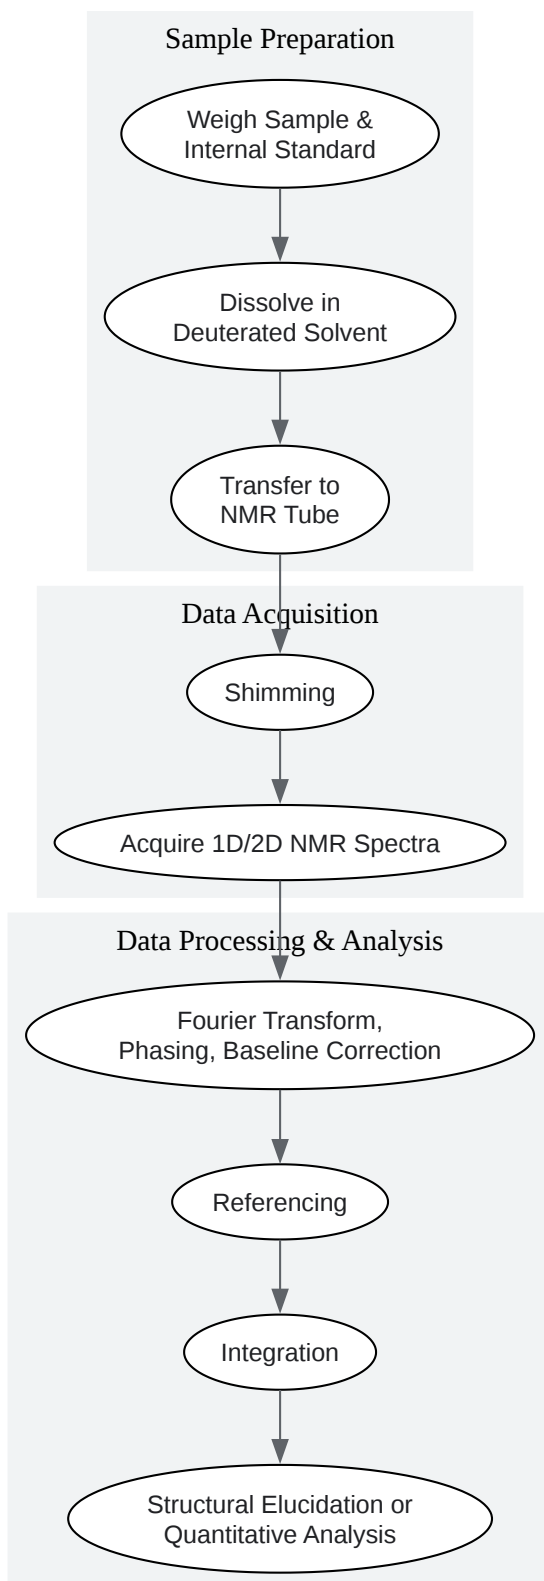 Sample Preparation
Weigh Sample &
Internal Standard
Dissolve in
Deuterated Solvent
Transfer to
NMR Tube
Data Acquisition
Shimming
Acquire 1D/2D NMR Spectra
Data Processing & Analysis
Fourier Transform,
Phasing, Baseline Correction
Referencing
Integration
Structural Elucidation or
Quantitative Analysis